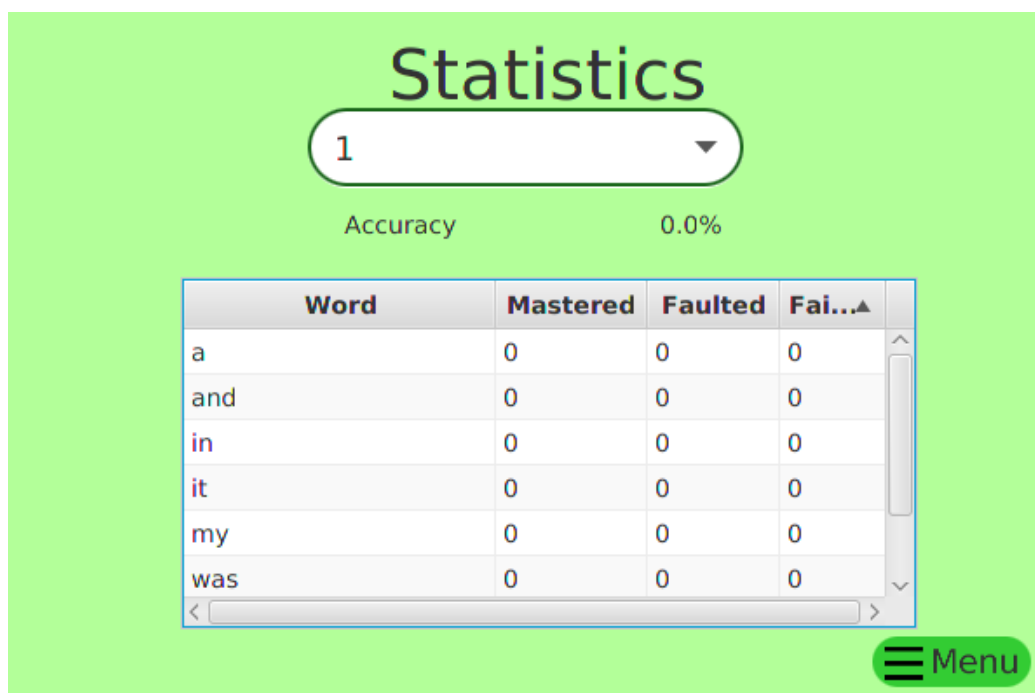 Statistics
1
Accuracy 0.0%
Word Mastered Faulted Fai...
a 0 0 0
and 0 0 0
in 0 0 0
it 0 0 0
my 0 0 0
was 0 0 0
Menu